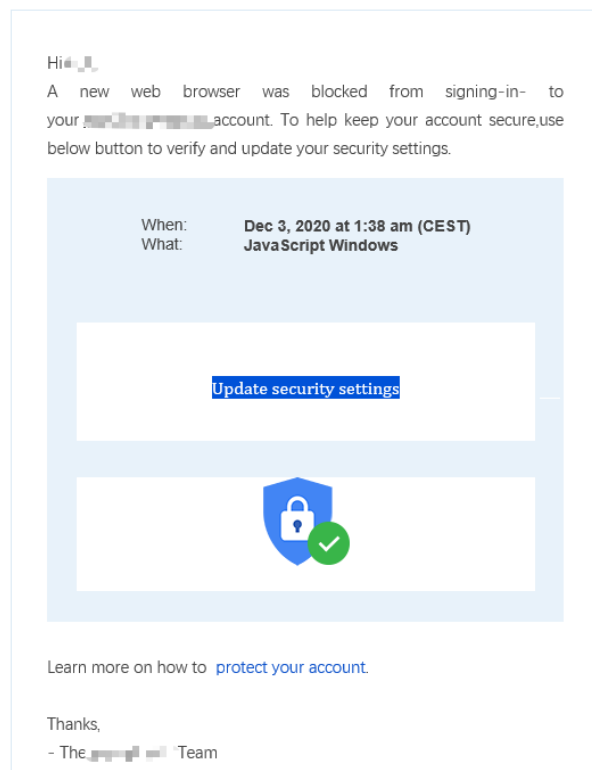 Hi
A new web browser was blocked from signing-in- to
your account. To help keep your account secure,use
below button to verify and update your security settings.
When: Dec 3, 2020 at 1:38 am (CEST)
What: JavaScript Windows
Update security settings
Learn more on how to protect your account.
Thanks,
- The Team